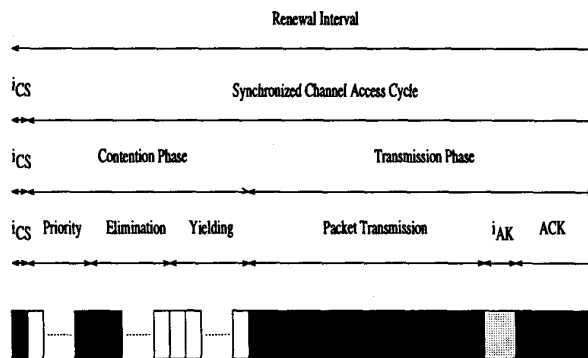 Renewal Interval
iCS Synchronized Channel Access Cycle
iCS Contention Phase Transmission Phase
iCS Priority Elimination Yielding Packet Transmission iAK ACK